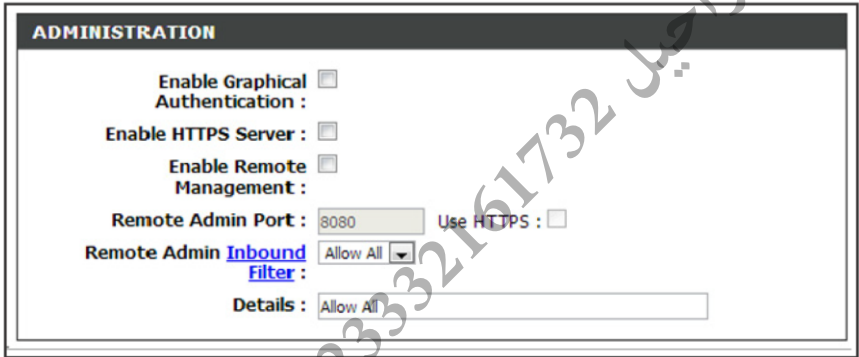 ADMINISTRATION
Enable Graphical
Authentication :
Enable HTTPS Server :
Enable Remote
Management :
Remote Admin Port : 8080 Use HTTPS :
Remote Admin Inbound Allow All
Filter :
Details : Allow All
3332161732